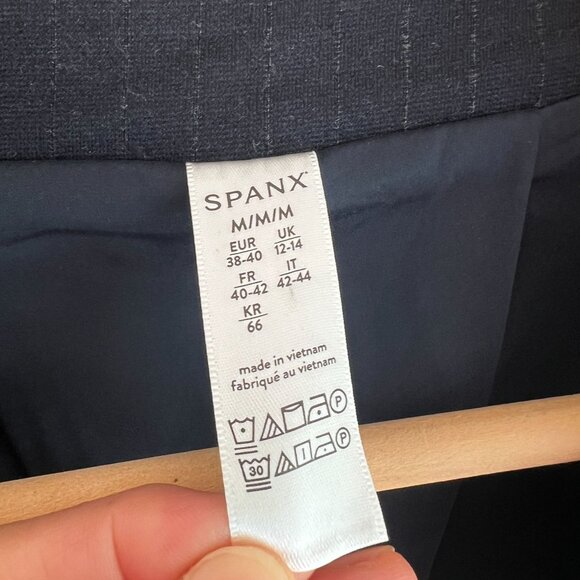 SPANX
M/M/M
EUR UK
38-40 12-14
FR IT
40-42 42-44
KR
66
made in vietnam
fabriqué au vietnam
P
30 P